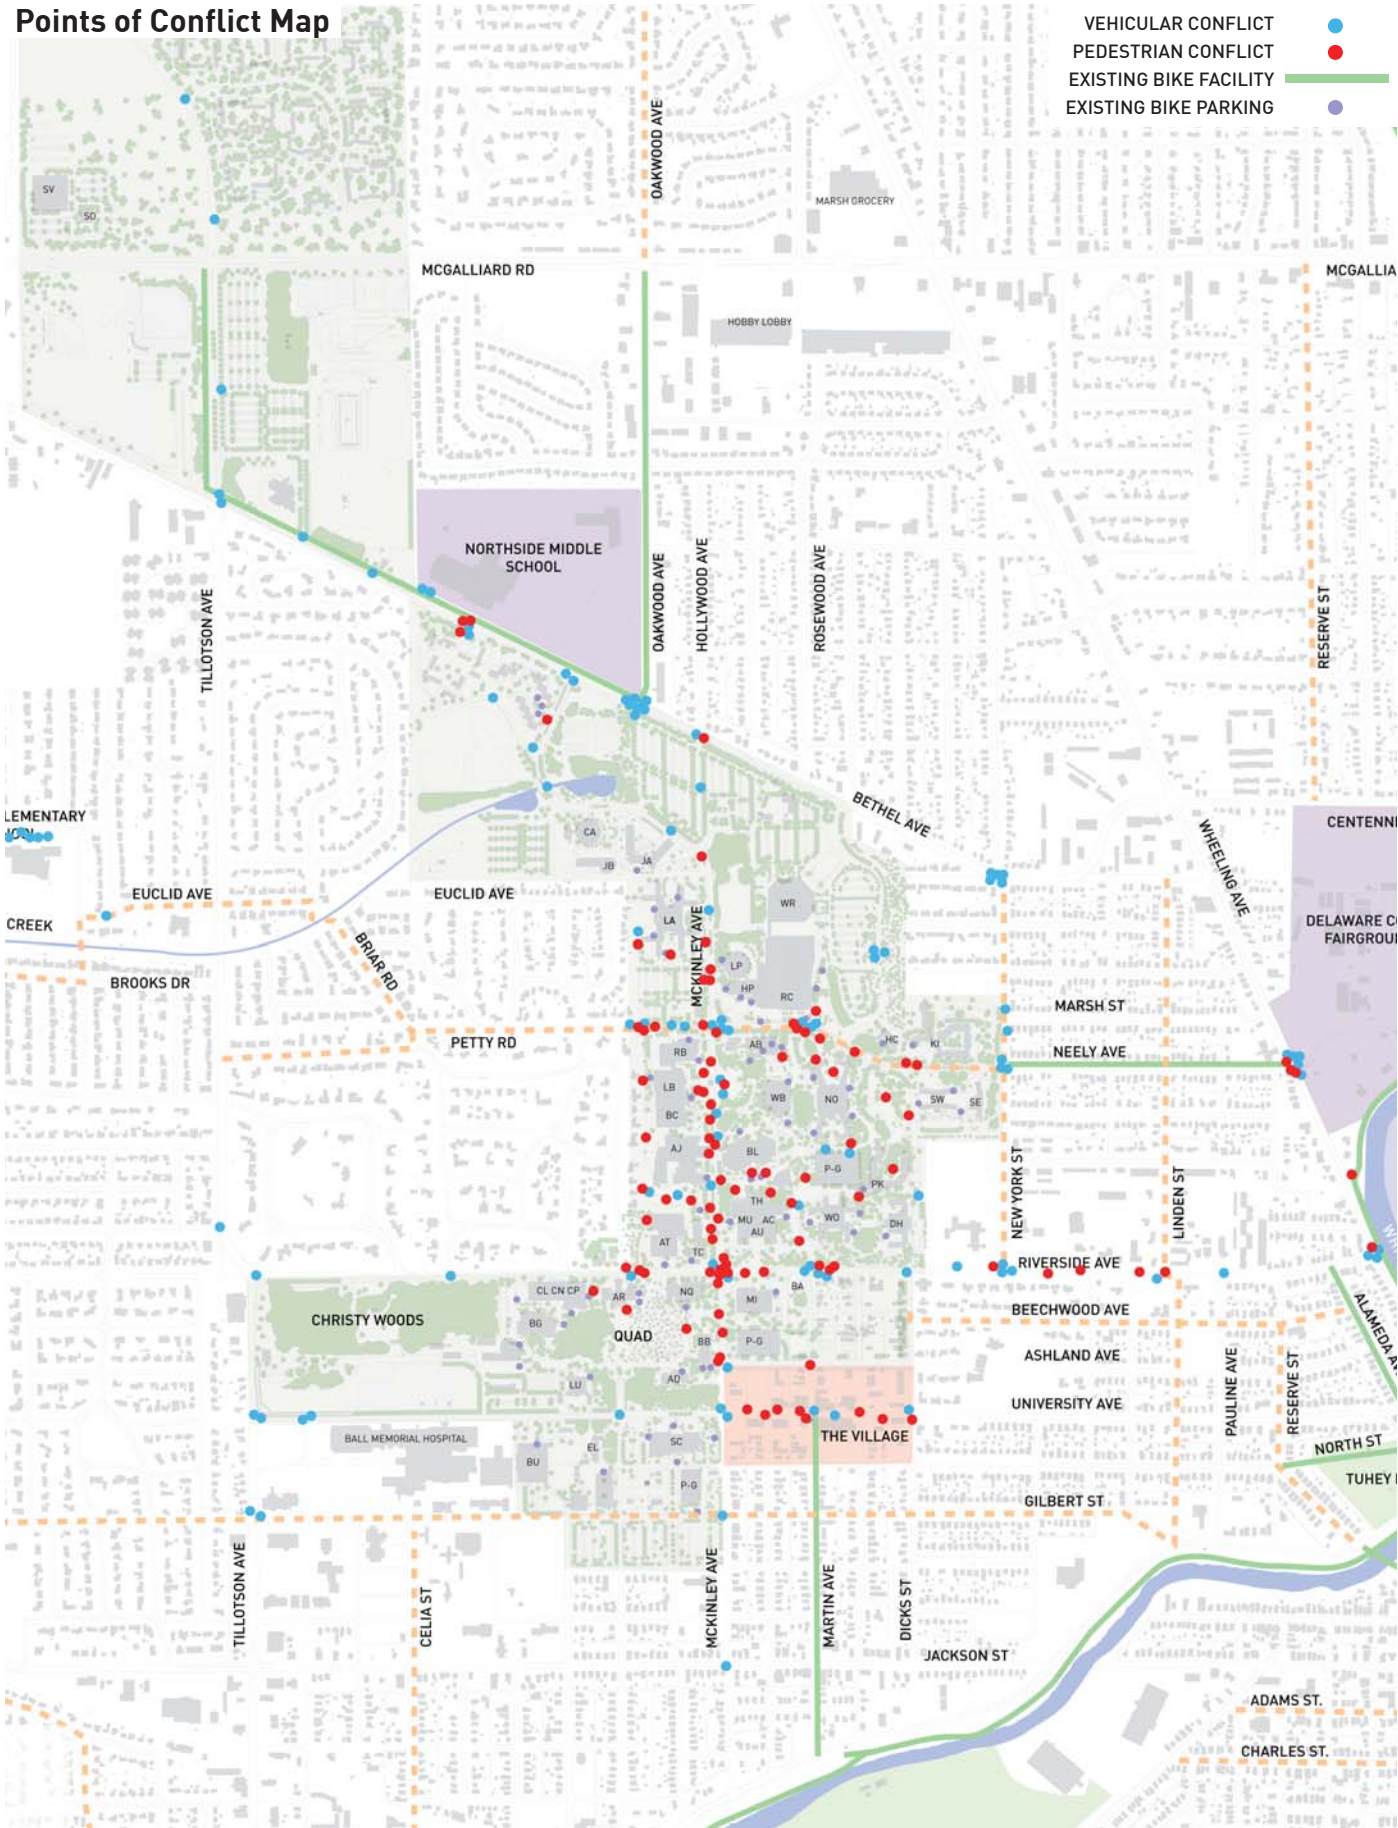 Points of Conflict Map
VEHICULAR CONFLICT
PEDESTRIAN CONFLICT
EXISTING BIKE FACILITY
EXISTING BIKE PARKING
OAKWOOD AVE
SV
SO
MARSH GROCERY
MCGALLIARD RD
MCGALLIA
HOBBY LOBBY
NORTHSIDE MIDDLE
SCHOOL
TILLOTSON AVE
OAKWOOD AVE
HOLLYWOOD AVE
ROSEWOOD AVE
RESERVE ST
BETHEL AVE
LEMENTARY
CENTENNI
WHEELING AVE
CA
JB
JA
EUCLID AVE
EUCLID AVE
WR
LA
MCKINLEY AVE
CREEK
DELAWARE CO
FAIRGROU
BRIAR RD
BROOKS DR
LP
HP
RC
MARSH ST
PETTY RD
RB
AB
HC
KI
NEELY AVE
LB
WB
NO
SW
SE
BC
AJ
BL
P-G
PK
NEW YORK ST
LINDEN ST
TH
MU
AC
AU
WO
DH
AT
TC
WH
RIVERSIDE AVE
CL CN CP
AR
NQ
BA
MI
BEECHWOOD AVE
CHRISTY WOODS
BG
QUAD
BB
P-G
ALAMEDA AV
ASHLAND AVE
LU
AD
UNIVERSITY AVE
PAULINE AVE
RESERVE ST
BALL MEMORIAL HOSPITAL
EL
SC
THE VILLAGE
NORTH ST
BU
P-G
TUHEY
GILBERT ST
TILLOTSON AVE
CELIA ST
MCKINLEY AVE
MARTIN AVE
DICKS ST
JACKSON ST
ADAMS ST.
CHARLES ST.